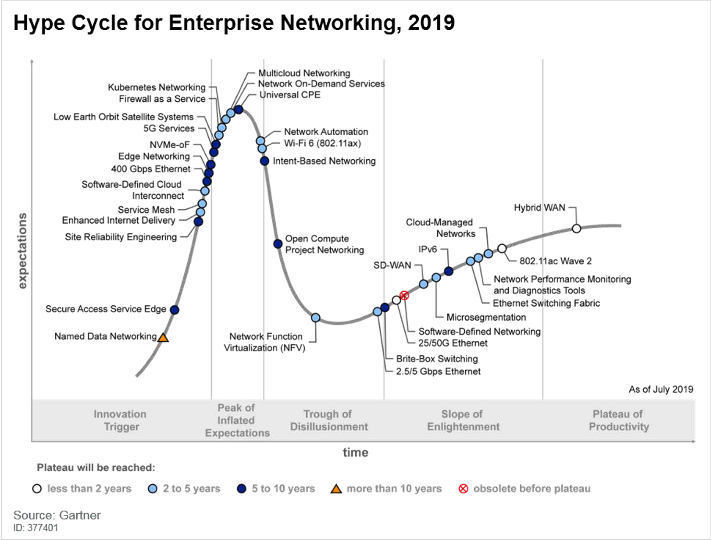 Hype Cycle for Enterprise Networking, 2019
Multicloud Networking
Kubernetes Networking
Network On-Demand Services
Firewall as a Service
Universal CPE
Low Earth Orbit Satellite Systems
5G Services
Network Automation
NVMe-oF
Wi-Fi 6 (802.11ax)
Edge Networking
Intent-Based Networking
400 Gbps Ethernet
Software-Defined Cloud
Interconnect
Service Mesh
Enhanced Internet Delivery
Site Reliability Engineering
Open Compute
Project Networking
Hybrid WAN
Cloud-Managed
Networks
IPv6
802.11ac Wave 2
SD-WAN
Network Performance Monitoring
and Diagnostics Tools
Ethernet Switching Fabric
Microsegmentation
Secure Access Service Edge
Named Data Networking
Network Function
Virtualization (NFV)
Software-Defined Networking
25/50G Ethernet
Brite-Box Switching
2.5/5 Gbps Ethernet
expectations
As of July 2019
Innovation
Trigger
Peak of
Inflated
Expectations
Trough of
Disillusionment
Slope of
Enlightenment
Plateau of
Productivity
time
Plateau will be reached:
less than 2 years
2 to 5 years
5 to 10 years
more than 10 years
obsolete before plateau
Source: Gartner
ID: 377401